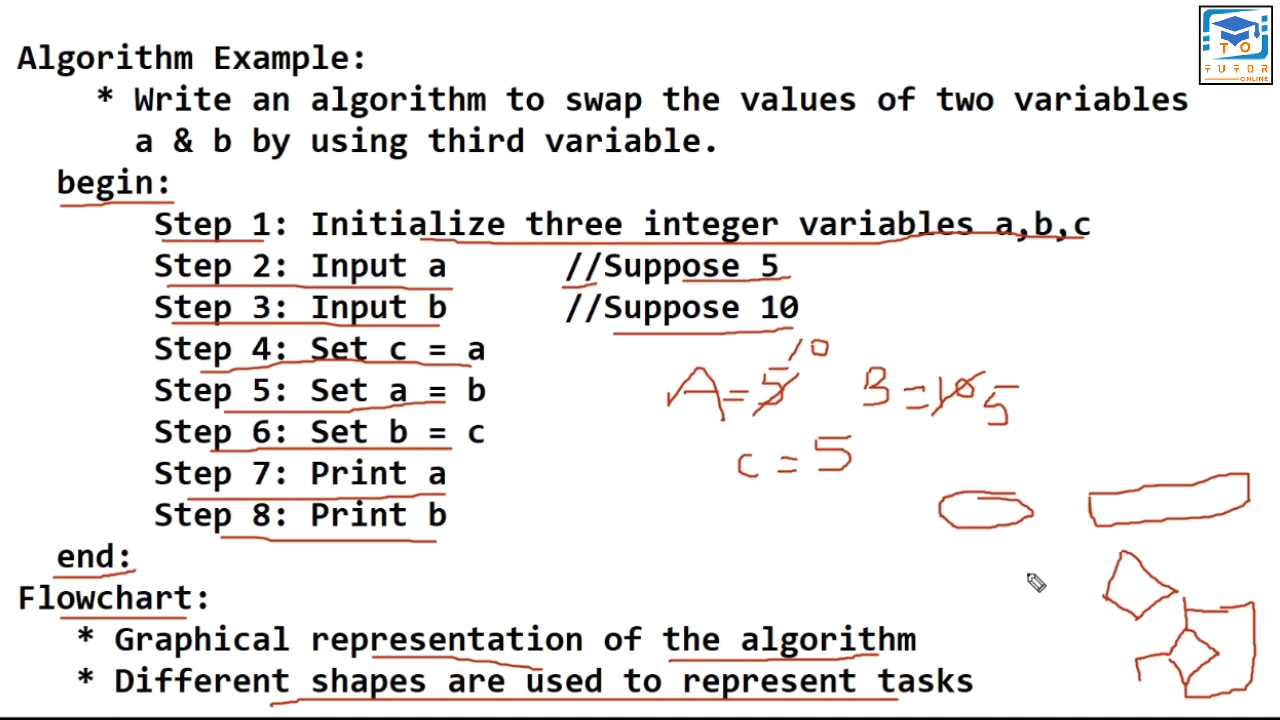 Algorithm Example:
* Write an algorithm to swap the values of two variables
a & b by using third variable.
begin:
Step 1: Initialize three integer variables a,b,c
Step 2: Input a //Suppose 5
Step 3: Input b //Suppose 10
Step 4: Set c = a
Step 5: Set a = b
Step 6: Set b = c
Step 7: Print a
Step 8: Print b
end:
Flowchart:
* Graphical representation of the algorithm
* Different shapes are used to represent tasks
A = 5 10 B = 10 5
c = 5
TO
TUTOR
ONLINE